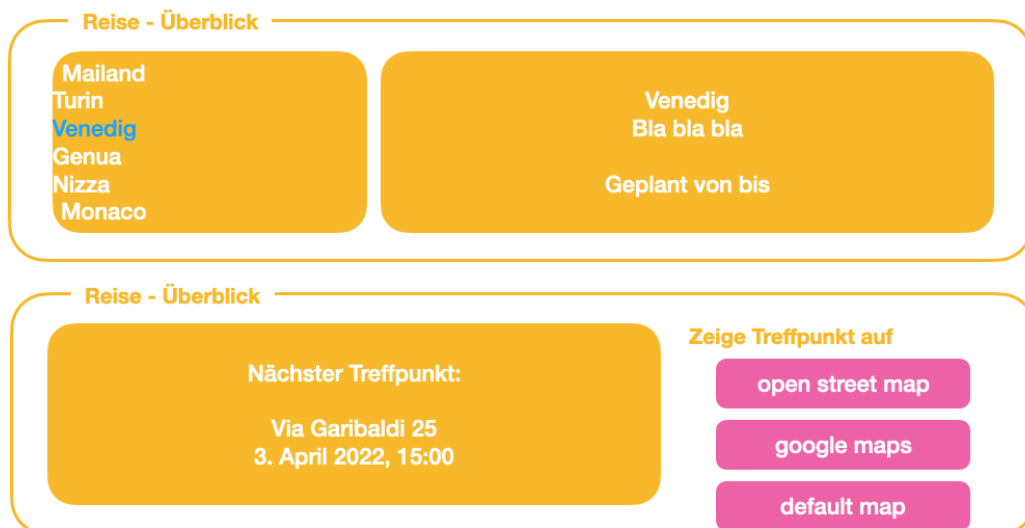 Reise - Überblick
Mailand
Turin
Venedig
Genua
Nizza
Monaco
Venedig
Bla bla bla
Geplant von bis
Reise - Überblick
Nächster Treffpunkt:
Via Garibaldi 25
3. April 2022, 15:00
Zeige Treffpunkt auf
open street map
google maps
default map